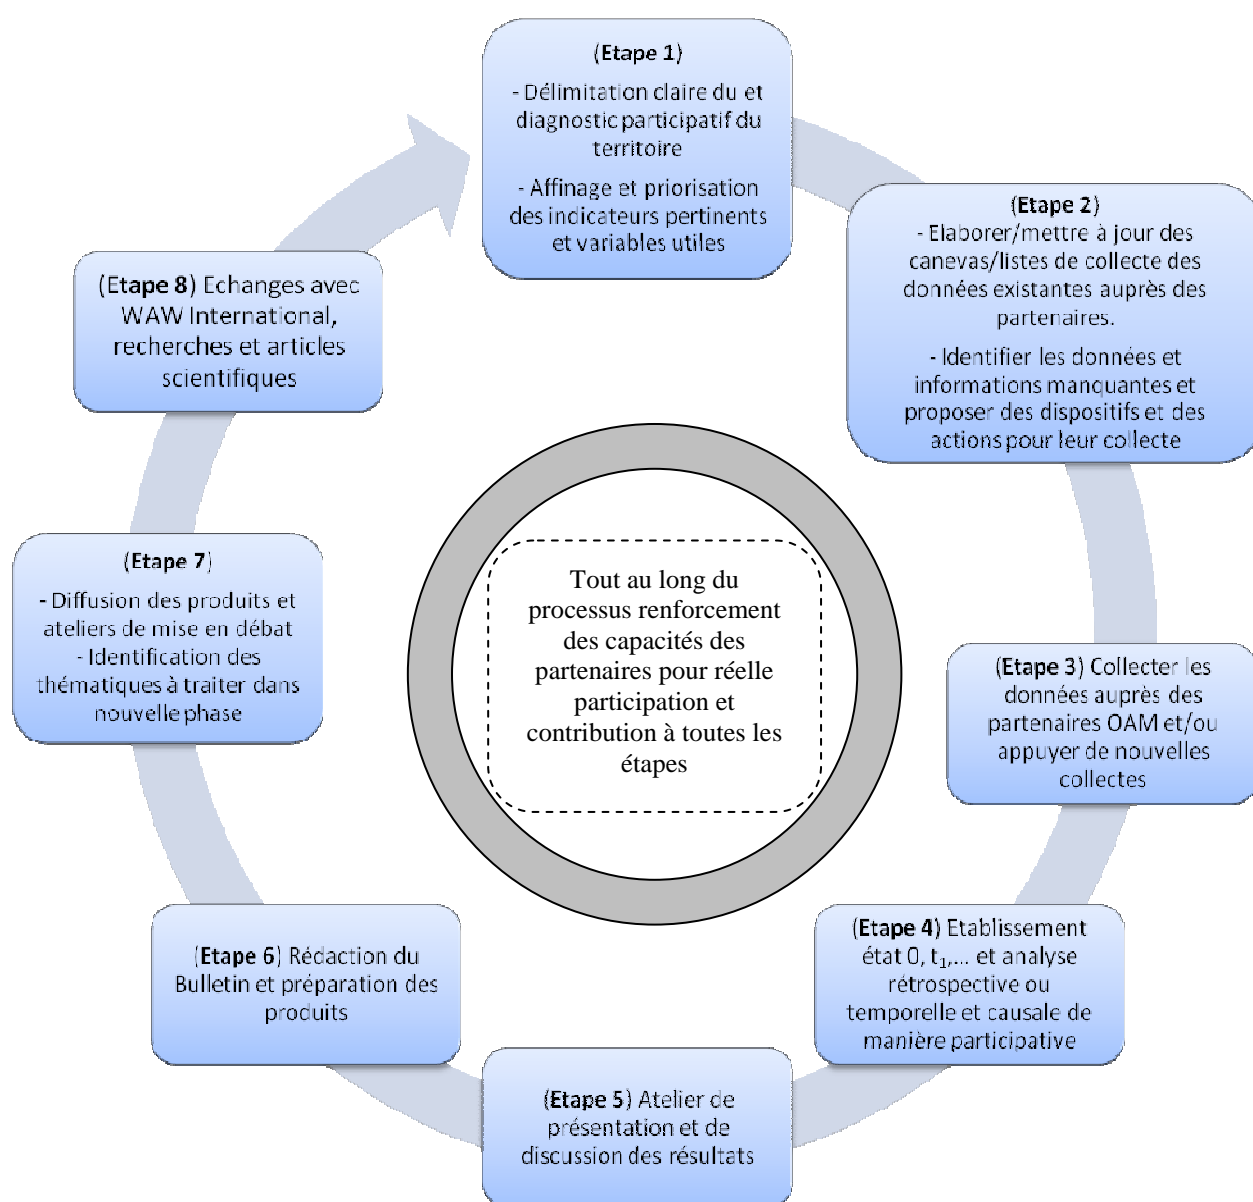 (Etape 1)
- Délimitation claire du et
diagnostic participatif du
territoire
- Affinage et priorisation
des indicateurs pertinents
et variables utiles
(Etape 2)
- Elaborer/mettre à jour des
canevas/listes de collecte des
données existantes auprès des
partenaires.
- Identifier les données et
informations manquantes et
proposer des dispositifs et des
actions pour leur collecte
(Etape 3) Collecter les
données auprès des
partenaires OAM et/ou
appuyer de nouvelles
collectes
(Etape 4) Etablissement
état 0, t₁,... et analyse
rétrospective ou
temporelle et causale de
manière participative
(Etape 5) Atelier de
présentation et de
discussion des résultats
(Etape 6) Rédaction du
Bulletin et préparation des
produits
(Etape 7)
- Diffusion des produits et
ateliers de mise en débat
- Identification des
thématiques à traiter dans
nouvelle phase
(Etape 8) Echanges avec
WAW International,
recherches et articles
scientifiques
Tout au long du
processus renforcement
des capacités des
partenaires pour réelle
participation et
contribution à toutes les
étapes